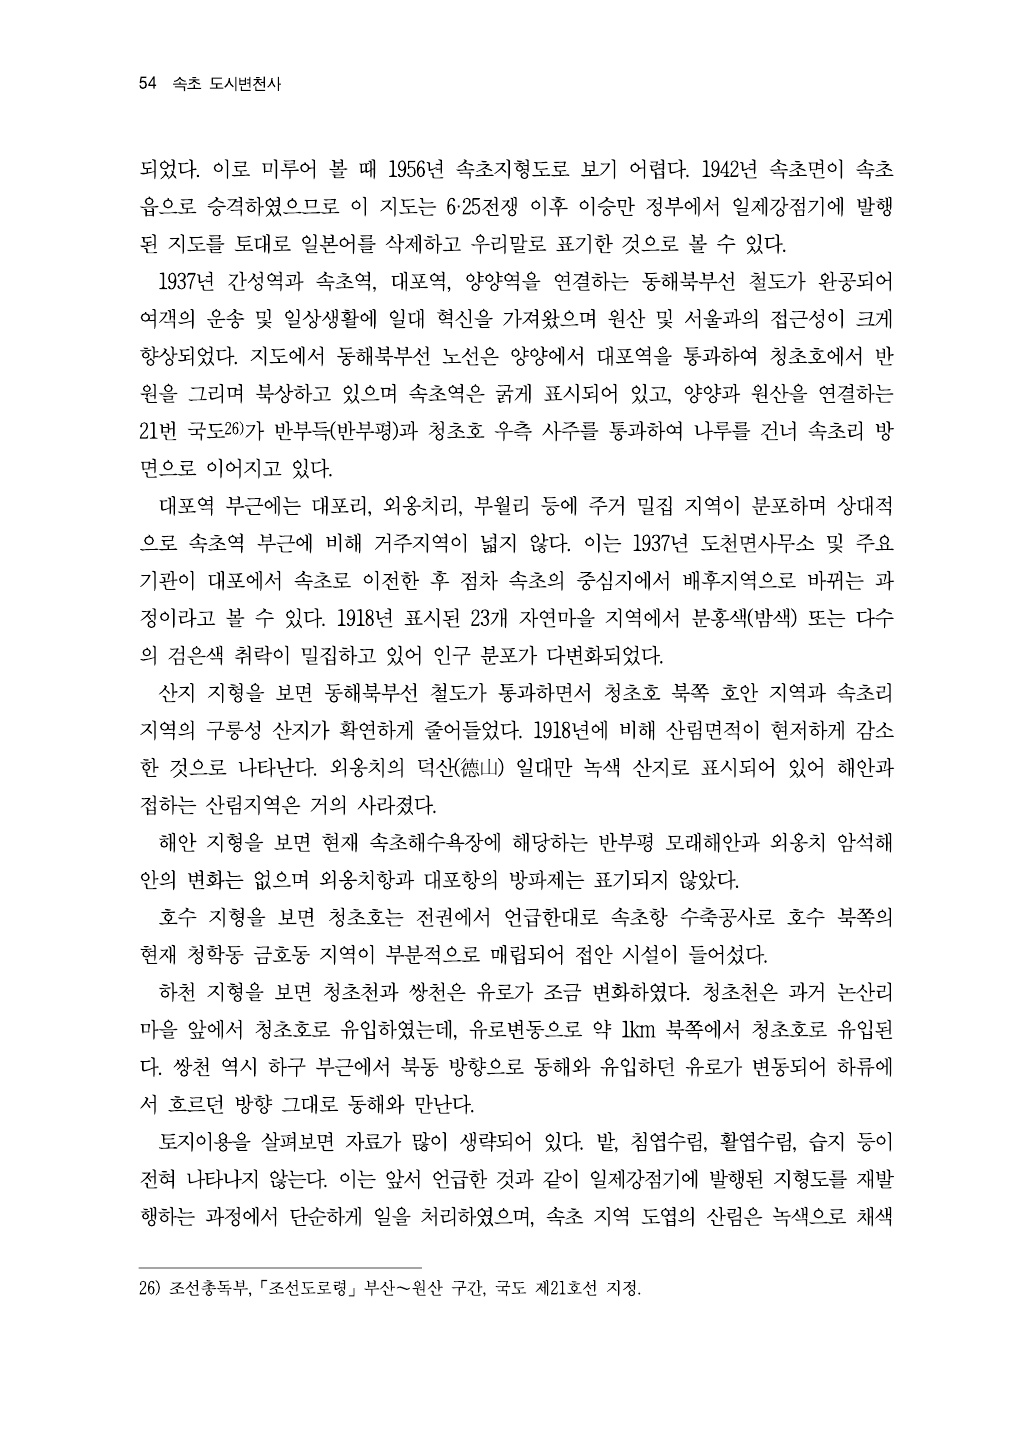 54 속초 도시변천사
되었다. 이로 미루어 볼 때 1956년 속초지형도로 보기 어렵다. 1942년 속초면이 속초
읍으로 승격하였으므로 이 지도는 6·25전쟁 이후 이승만 정부에서 일제강점기에 발행
된 지도를 토대로 일본어를 삭제하고 우리말로 표기한 것으로 볼 수 있다.
1937년 간성역과 속초역, 대포역, 양양역을 연결하는 동해북부선 철도가 완공되어
여객의 운송 및 일상생활에 일대 혁신을 가져왔으며 원산 및 서울과의 접근성이 크게
향상되었다. 지도에서 동해북부선 노선은 양양에서 대포역을 통과하여 청초호에서 반
원을 그리며 북상하고 있으며 속초역은 굵게 표시되어 있고, 양양과 원산을 연결하는
21번 국도26)가 반부득(반부평)과 청초호 우측 사주를 통과하여 나루를 건너 속초리 방
면으로 이어지고 있다.
대포역 부근에는 대포리, 외옹치리, 부월리 등에 주거 밀집 지역이 분포하며 상대적
으로 속초역 부근에 비해 거주지역이 넓지 않다. 이는 1937년 도천면사무소 및 주요
기관이 대포에서 속초로 이전한 후 점차 속초의 중심지에서 배후지역으로 바뀌는 과
정이라고 볼 수 있다. 1918년 표시된 23개 자연마을 지역에서 분홍색(밤색) 또는 다수
의 검은색 취락이 밀집하고 있어 인구 분포가 다변화되었다.
산지 지형을 보면 동해북부선 철도가 통과하면서 청초호 북쪽 호안 지역과 속초리
지역의 구릉성 산지가 확연하게 줄어들었다. 1918년에 비해 산림면적이 현저하게 감소
한 것으로 나타난다. 외옹치의 덕산(德山) 일대만 녹색 산지로 표시되어 있어 해안과
접하는 산림지역은 거의 사라졌다.
해안 지형을 보면 현재 속초해수욕장에 해당하는 반부평 모래해안과 외옹치 암석해
안의 변화는 없으며 외옹치항과 대포항의 방파제는 표기되지 않았다.
호수 지형을 보면 청초호는 전권에서 언급한대로 속초항 수축공사로 호수 북쪽의
현재 청학동 금호동 지역이 부분적으로 매립되어 접안 시설이 들어섰다.
하천 지형을 보면 청초천과 쌍천은 유로가 조금 변화하였다. 청초천은 과거 논산리
마을 앞에서 청초호로 유입하였는데, 유로변동으로 약 1km 북쪽에서 청초호로 유입된
다. 쌍천 역시 하구 부근에서 북동 방향으로 동해와 유입하던 유로가 변동되어 하류에
서 흐르던 방향 그대로 동해와 만난다.
토지이용을 살펴보면 자료가 많이 생략되어 있다. 밭, 침엽수림, 활엽수림, 습지 등이
전혀 나타나지 않는다. 이는 앞서 언급한 것과 같이 일제강점기에 발행된 지형도를 재발
행하는 과정에서 단순하게 일을 처리하였으며, 속초 지역 도엽의 산림은 녹색으로 채색
26) 조선총독부,「조선도로령」부산～원산 구간, 국도 제21호선 지정.